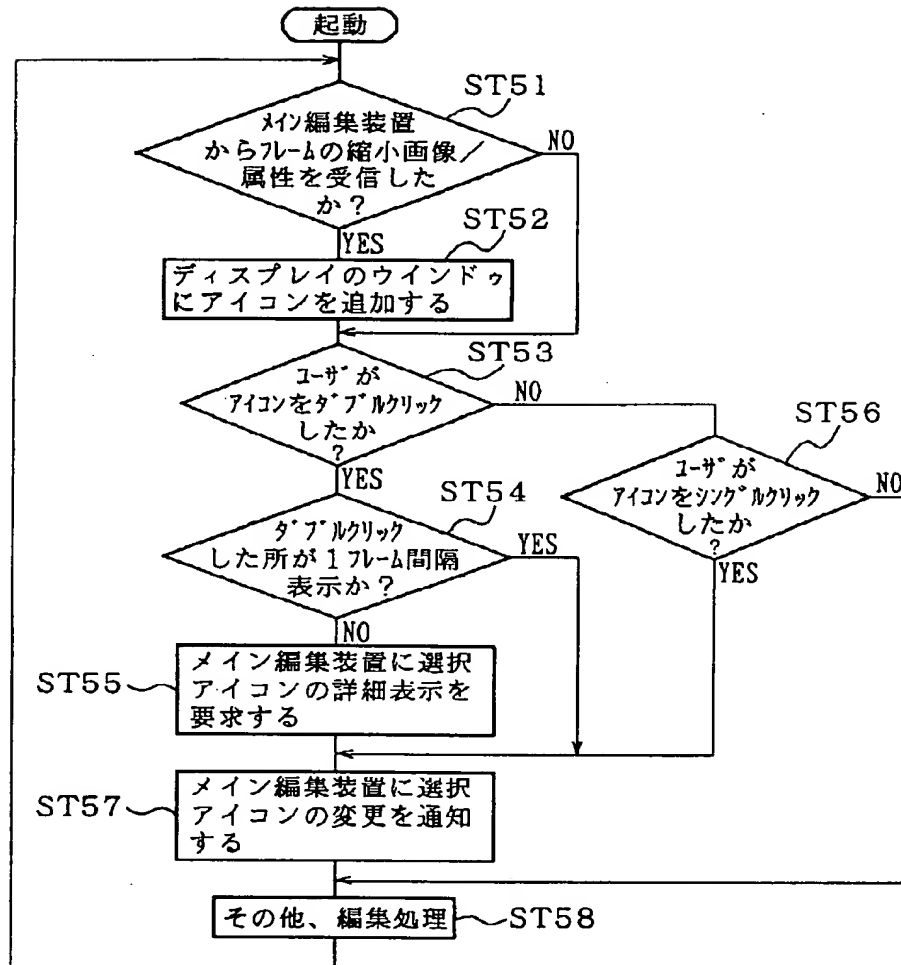 起動
ST51
メイン編集装置
からフレームの縮小画像／
属性を受信した
か？
NO
YES
ST52
ディスプレイのウインドゥ
にアイコンを追加する
ST53
ユーザが
アイコンをダブルクリック
したか
？
NO
YES
ST56
ユーザが
アイコンをシングルクリック
したか
？
NO
YES
ST54
ダブルクリック
した所が１フレーム間隔
表示か？
YES
NO
ST55
メイン編集装置に選択
アイコンの詳細表示を
要求する
ST57
メイン編集装置に選択
アイコンの変更を通知
する
その他、編集処理
ST58